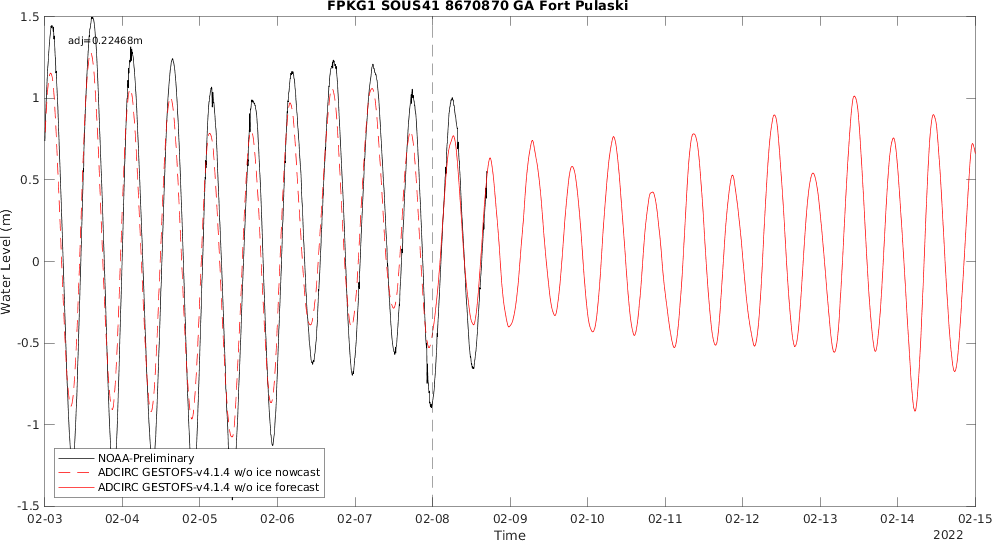 FPKG1 SOUS41 8670870 GA Fort Pulaski
adj=0.22468m
1.5
1
0.5
0
-0.5
-1
-1.5
Water Level (m)
NOAA-Preliminary
ADCIRC GESTOFS-v4.1.4 w/o ice nowcast
ADCIRC GESTOFS-v4.1.4 w/o ice forecast
02-03 02-04 02-05 02-06 02-07 02-08 02-09 02-10 02-11 02-12 02-13 02-14 02-15
Time
2022